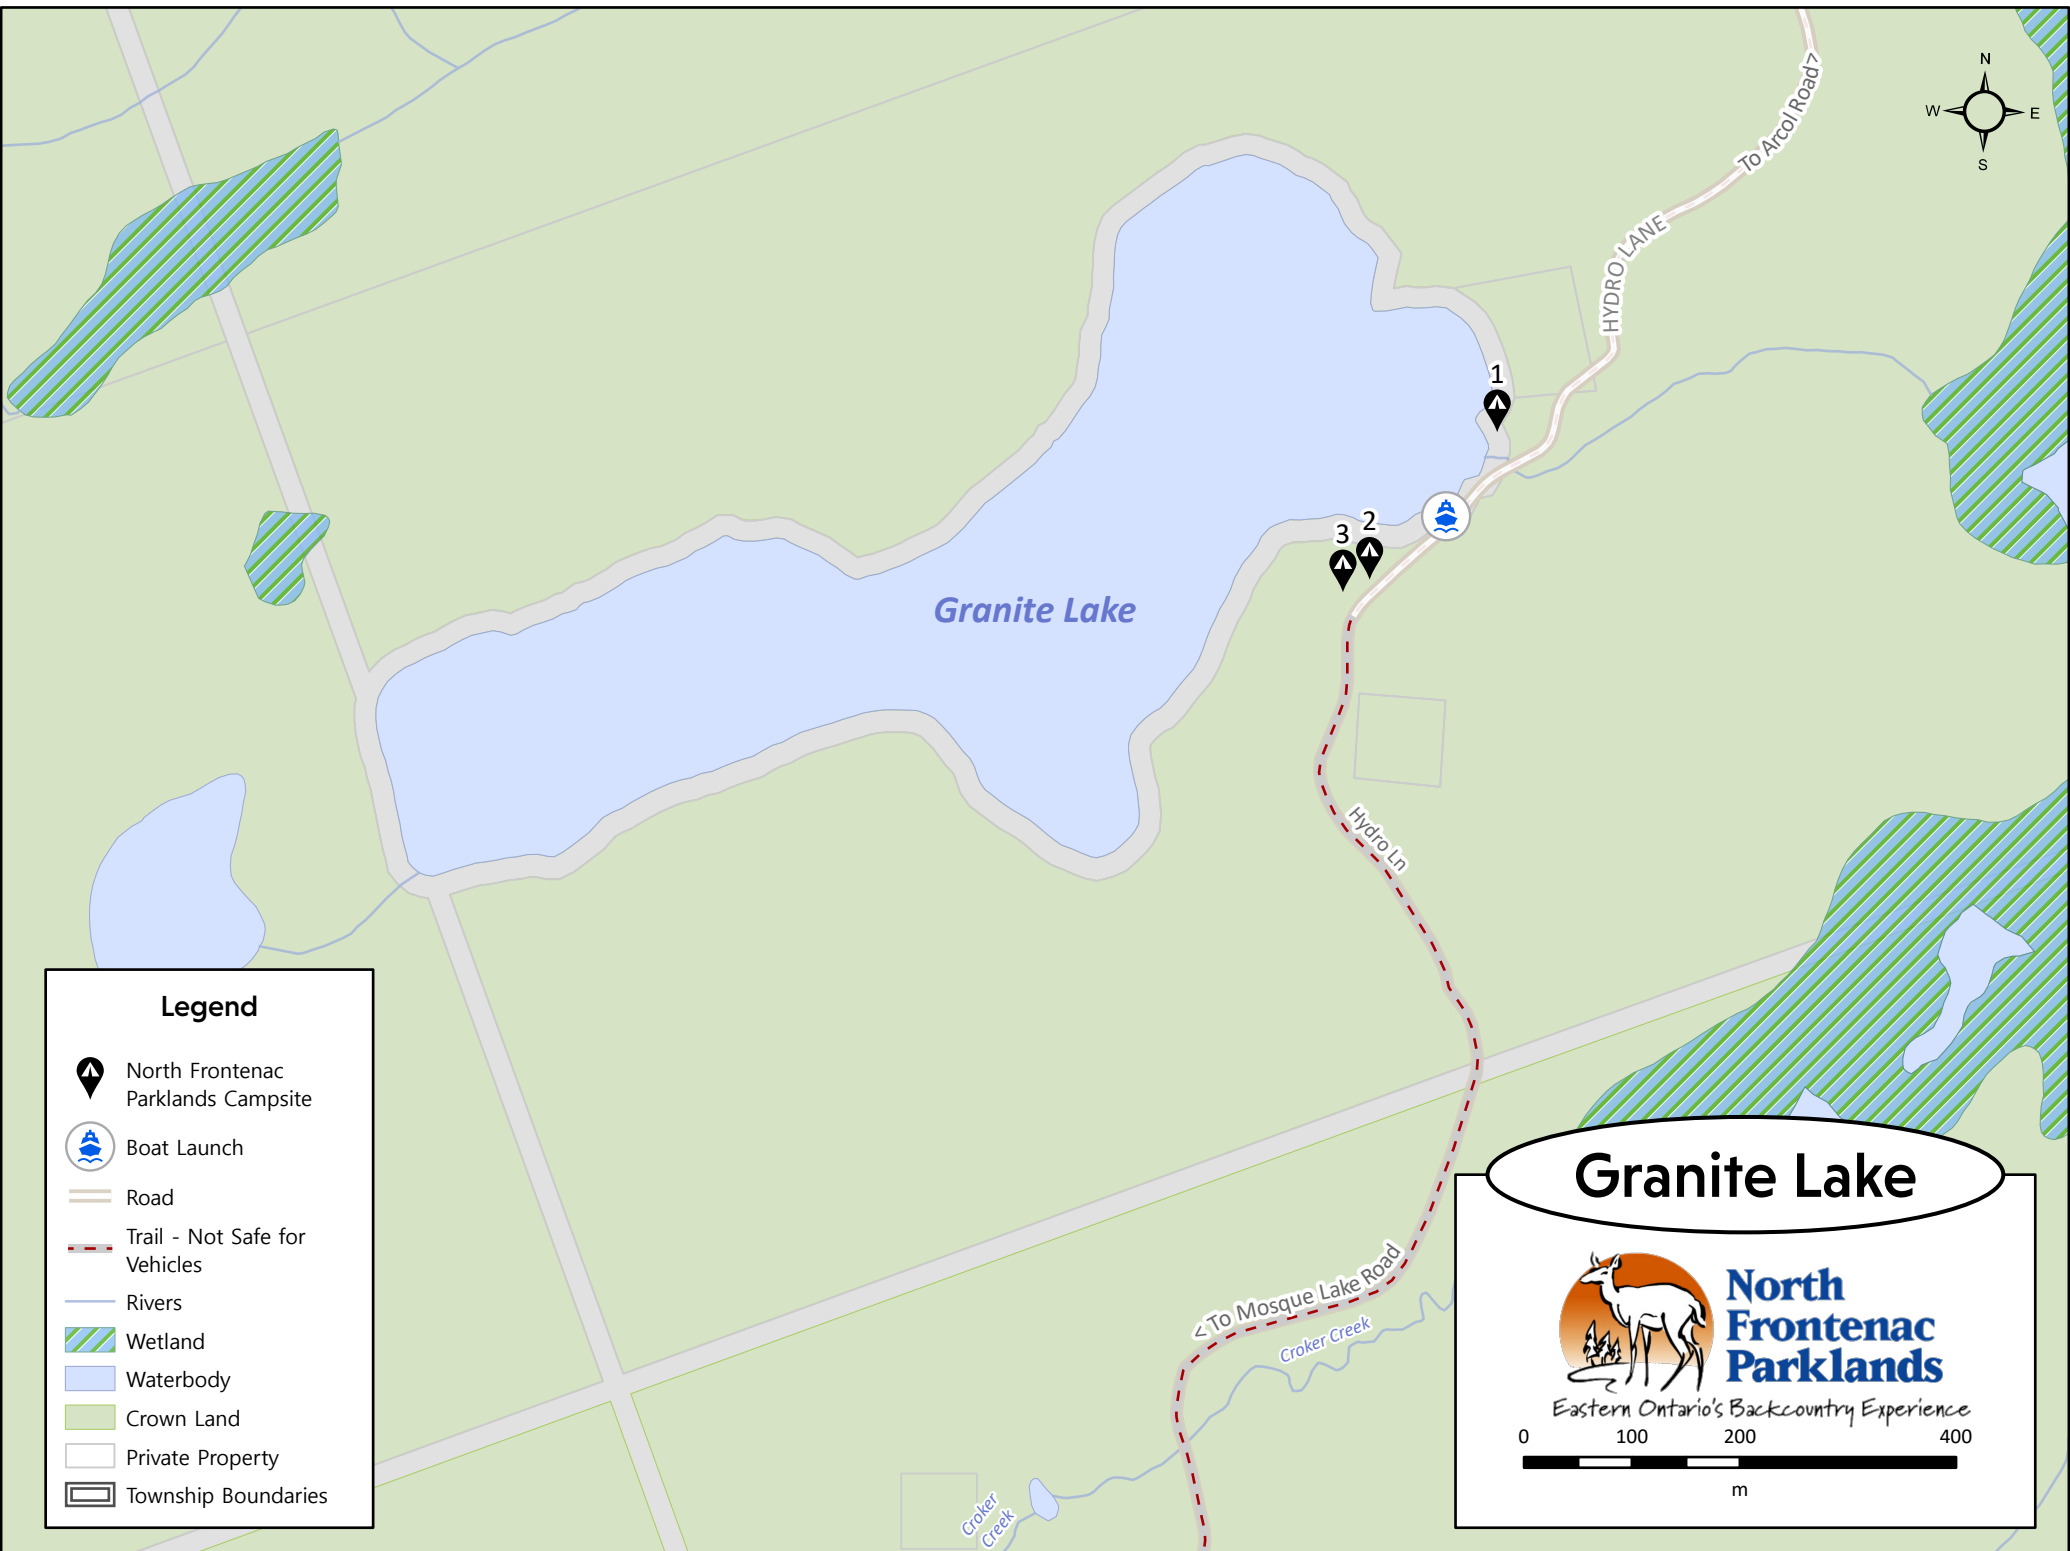 N
W E
S
To Arcol Road >
HYDRO LANE
1
2
3
Granite Lake
Hydro Ln
< To Mosque Lake Road
Croker Creek
Croker
Creek
Legend
North Frontenac
Parklands Campsite
Boat Launch
Road
Trail - Not Safe for
Vehicles
Rivers
Wetland
Waterbody
Crown Land
Private Property
Township Boundaries
Granite Lake
North
Frontenac
Parklands
Eastern Ontario's Backcountry Experience
0 100 200 400
m